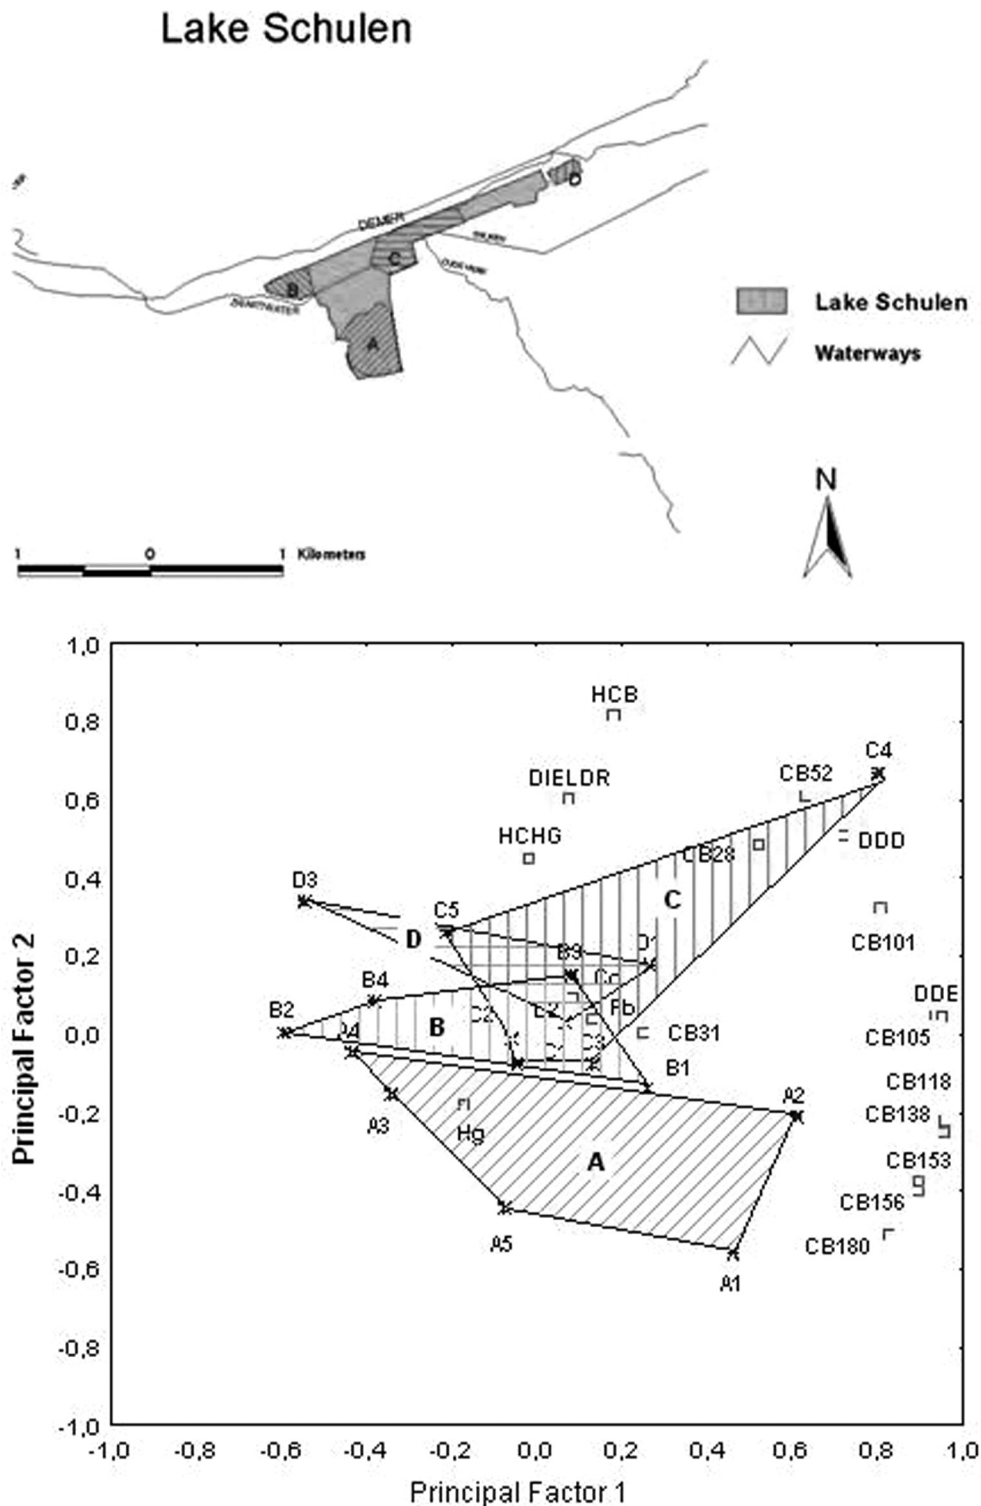 Lake Schulen
D
DEMER
C
B
A
Lake Schulen
Waterways
N
1 0 1 Kilometers
1,0
0,8
0,6
0,4
0,2
0,0
-0,2
-0,4
-0,6
-0,8
-1,0
Principal Factor 2
HCB
C4
CB52
DIELDR
HCHG
DDD
CB28
D3
C5
C
CB101
D
D1
B3
B4
DDE
B2
B
CB31
CB105
B1
CB118
A2
CB138
A3
Hg
A
CB153
CB156
A5
CB180
A1
-1,0 -0,8 -0,6 -0,4 -0,2 0,0 0,2 0,4 0,6 0,8 1,0
Principal Factor 1